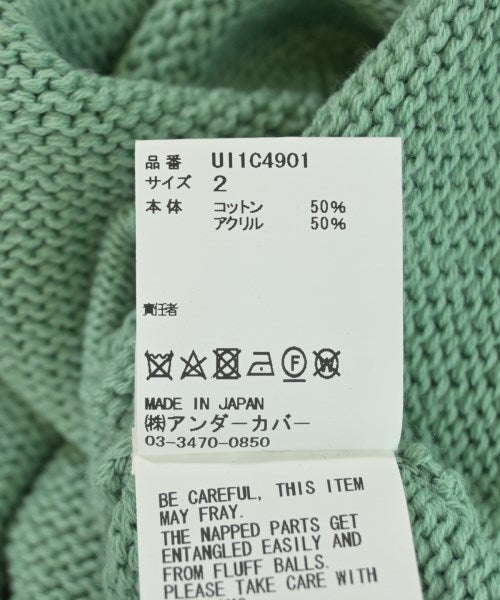 品番 UI1C4901
サイズ 2
本体 コットン 50%
アクリル 50%
責任者
F W
MADE IN JAPAN
㈱アンダーカバー
03-3470-0850
BE CAREFUL, THIS ITEM
MAY FRAY.
THE NAPPED PARTS GET
ENTANGLED EASILY AND
FROM FLUFF BALLS.
PLEASE TAKE CARE WITH